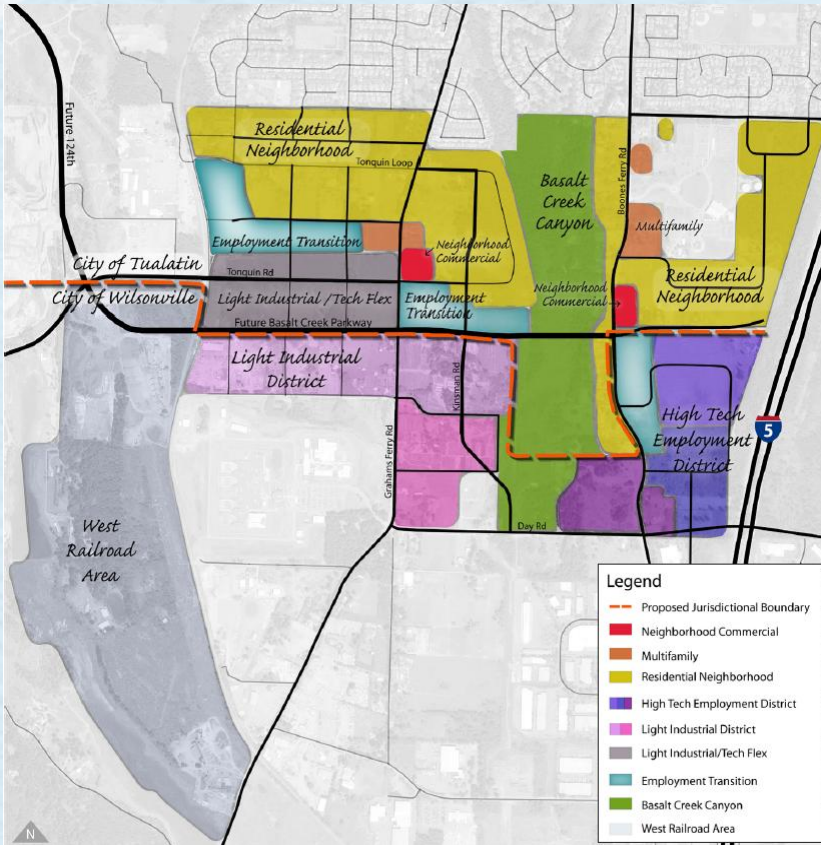 Future 124th
Residential
Neighborhood
Tonquin Loop
Basalt
Creek
Canyon
Boones Ferry Rd
Multifamily
Employment Transition
Neighborhood
Commercial
City of Tualatin
Tonquin Rd
Residential
Neighborhood
City of Wilsonville
Light Industrial /Tech Flex
Employment
Transition
Neighborhood
Commercial
Future Basalt Creek Parkway
Light Industrial
District
Kinsman Rd
High Tech
Employment
District
5
Grahams Ferry Rd
West
Railroad
Area
Day Rd
Legend
Proposed Jurisdictional Boundary
Neighborhood Commercial
Multifamily
Residential Neighborhood
High Tech Employment District
Light Industrial District
Light Industrial/Tech Flex
Employment Transition
Basalt Creek Canyon
West Railroad Area
N